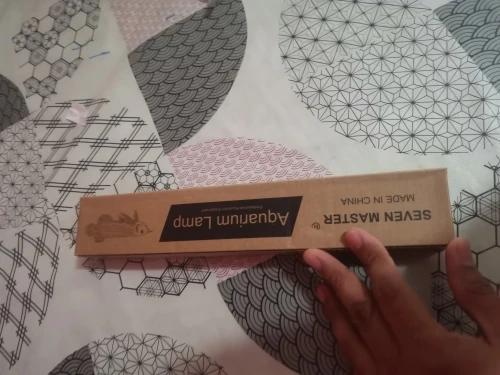 SEVEN MASTER®
MADE IN CHINA
Aquarium Lamp